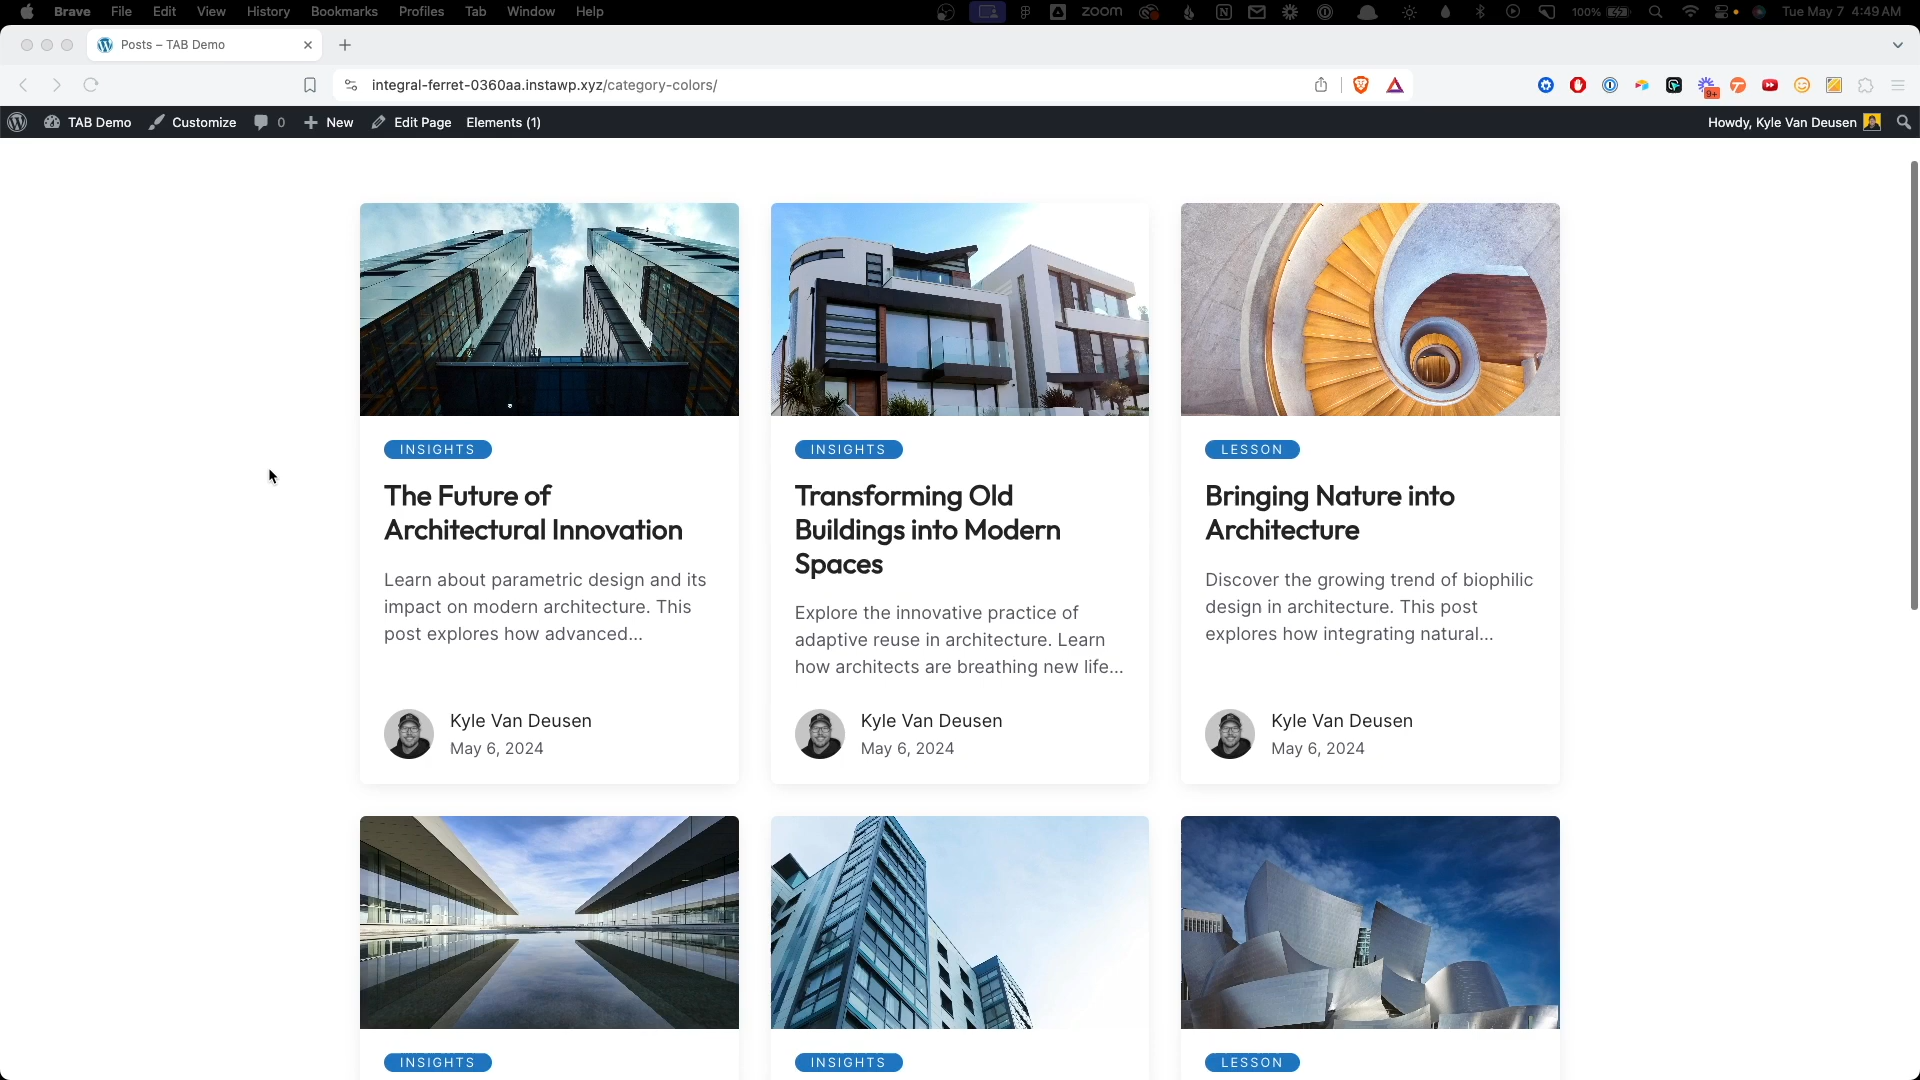 Brave File Edit View History Bookmarks Profiles Tab Window Help zoom 100% Tue May 7 4:49 AM
Posts – TAB Demo
integral-ferret-0360aa.instawp.xyz/category-colors/ 9+
TAB Demo Customize 0 New Edit Page Elements (1) Howdy, Kyle Van Deusen
INSIGHTS
The Future of
Architectural Innovation
Learn about parametric design and its
impact on modern architecture. This
post explores how advanced...
Kyle Van Deusen
May 6, 2024
INSIGHTS
Transforming Old
Buildings into Modern
Spaces
Explore the innovative practice of
adaptive reuse in architecture. Learn
how architects are breathing new life...
Kyle Van Deusen
May 6, 2024
LESSON
Bringing Nature into
Architecture
Discover the growing trend of biophilic
design in architecture. This post
explores how integrating natural...
Kyle Van Deusen
May 6, 2024
INSIGHTS
INSIGHTS
LESSON